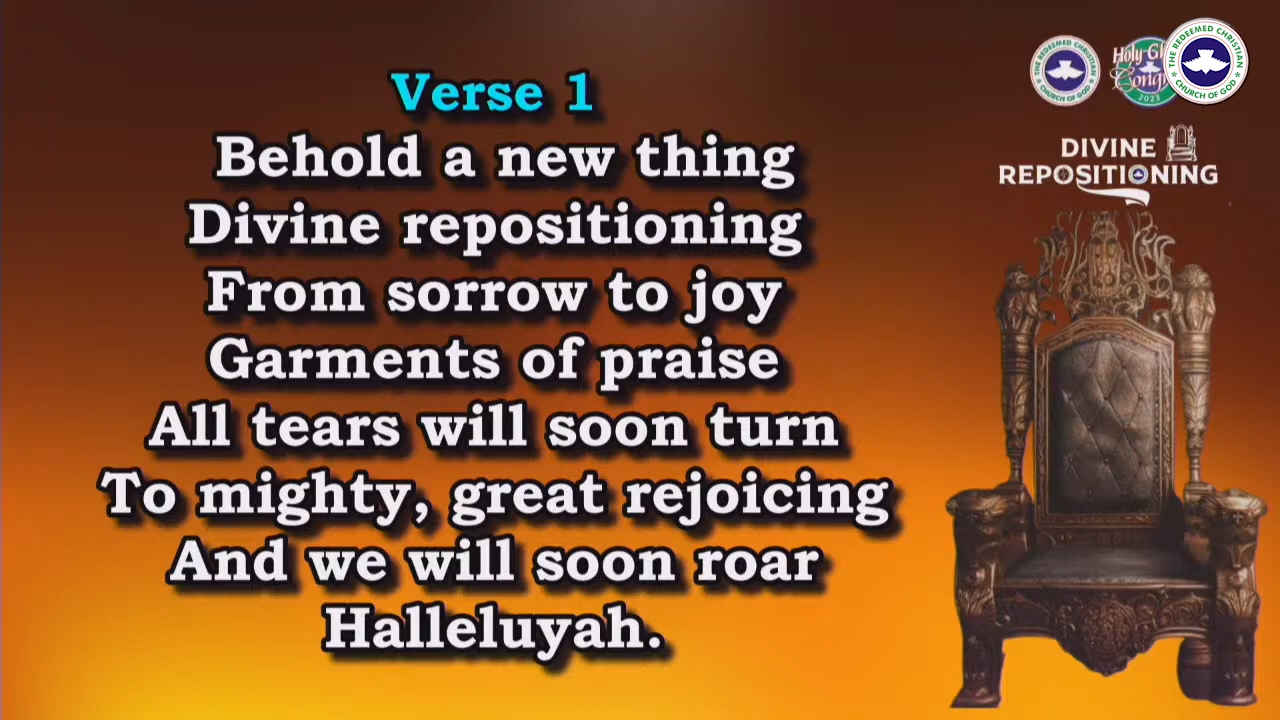 Verse 1
Behold a new thing
Divine repositioning
From sorrow to joy
Garments of praise
All tears will soon turn
To mighty, great rejoicing
And we will soon roar
Halleluyah.
THE REDEEMED CHRISTIAN
CHURCH OF GOD
Holy
2023
THE REDEEMED CHRISTIAN
CHURCH OF GOD
DIVINE
REPOSITIONING